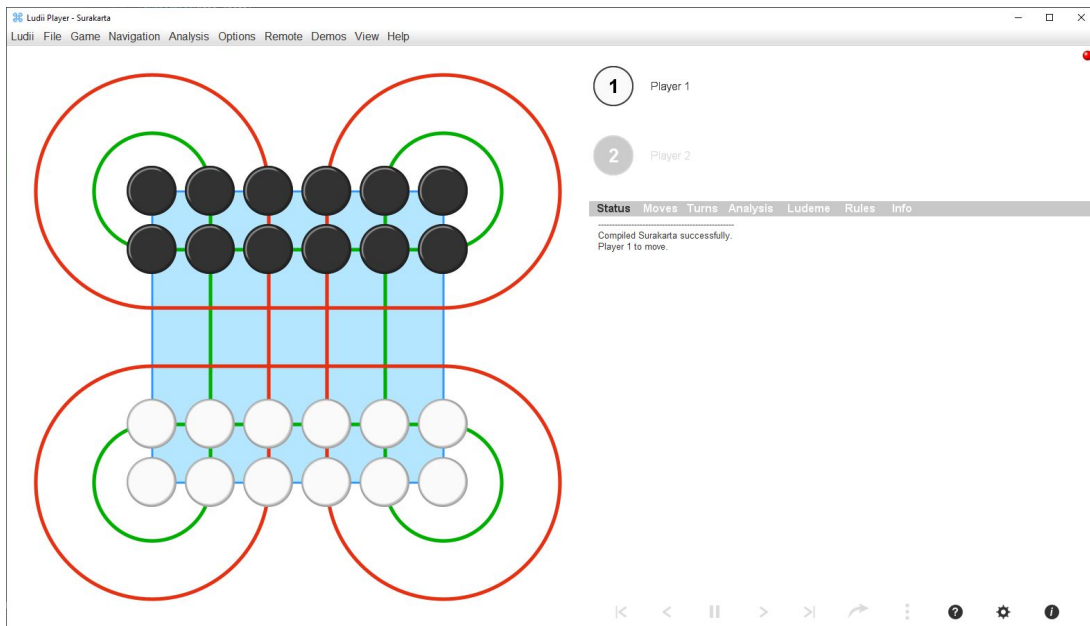 Ludii Player - Surakarta
Ludii File Game Navigation Analysis Options Remote Demos View Help
1 Player 1
2 Player 2
Status Moves Turns Analysis Ludeme Rules Info
Compiled Surakarta successfully.
Player 1 to move.